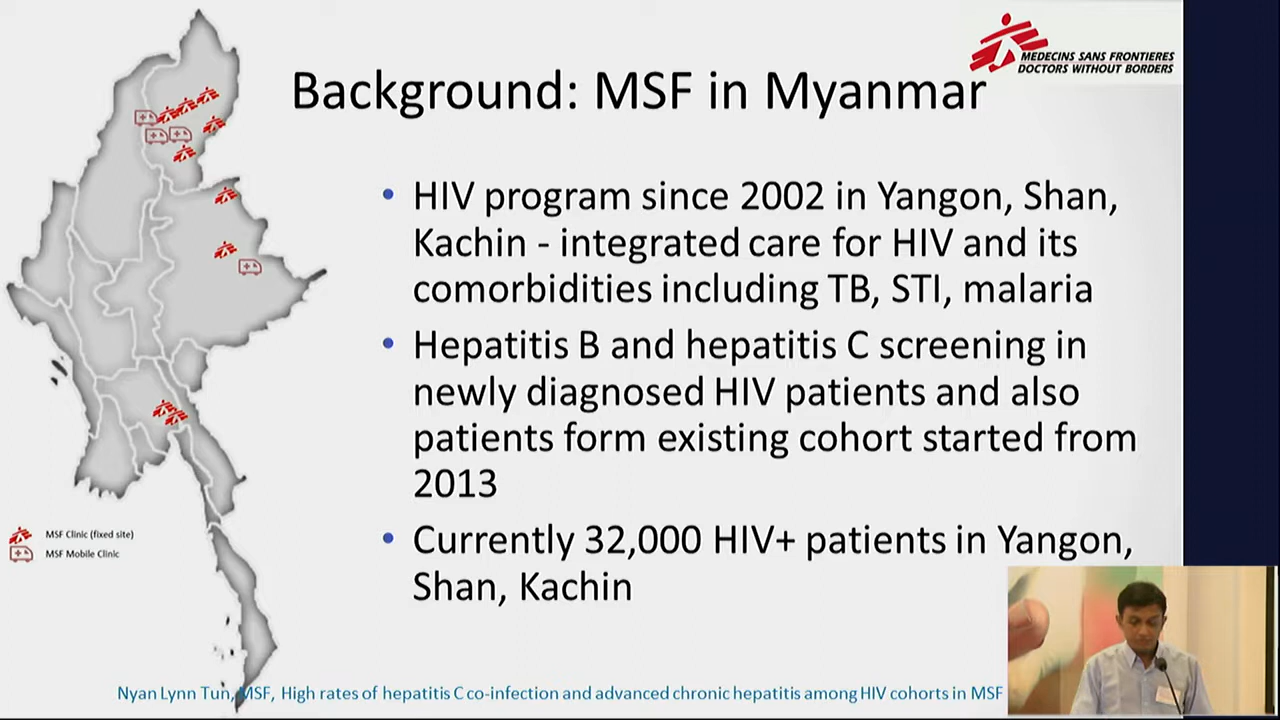 MEDECINS SANS FRONTIERES
DOCTORS WITHOUT BORDERS
Background: MSF in Myanmar
• HIV program since 2002 in Yangon, Shan,
Kachin - integrated care for HIV and its
comorbidities including TB, STI, malaria
• Hepatitis B and hepatitis C screening in
newly diagnosed HIV patients and also
patients form existing cohort started from
2013
• Currently 32,000 HIV+ patients in Yangon,
Shan, Kachin
MSF Clinic (fixed site)
MSF Mobile Clinic
Nyan Lynn Tun, MSF, High rates of hepatitis C co-infection and advanced chronic hepatitis among HIV cohorts in MSF